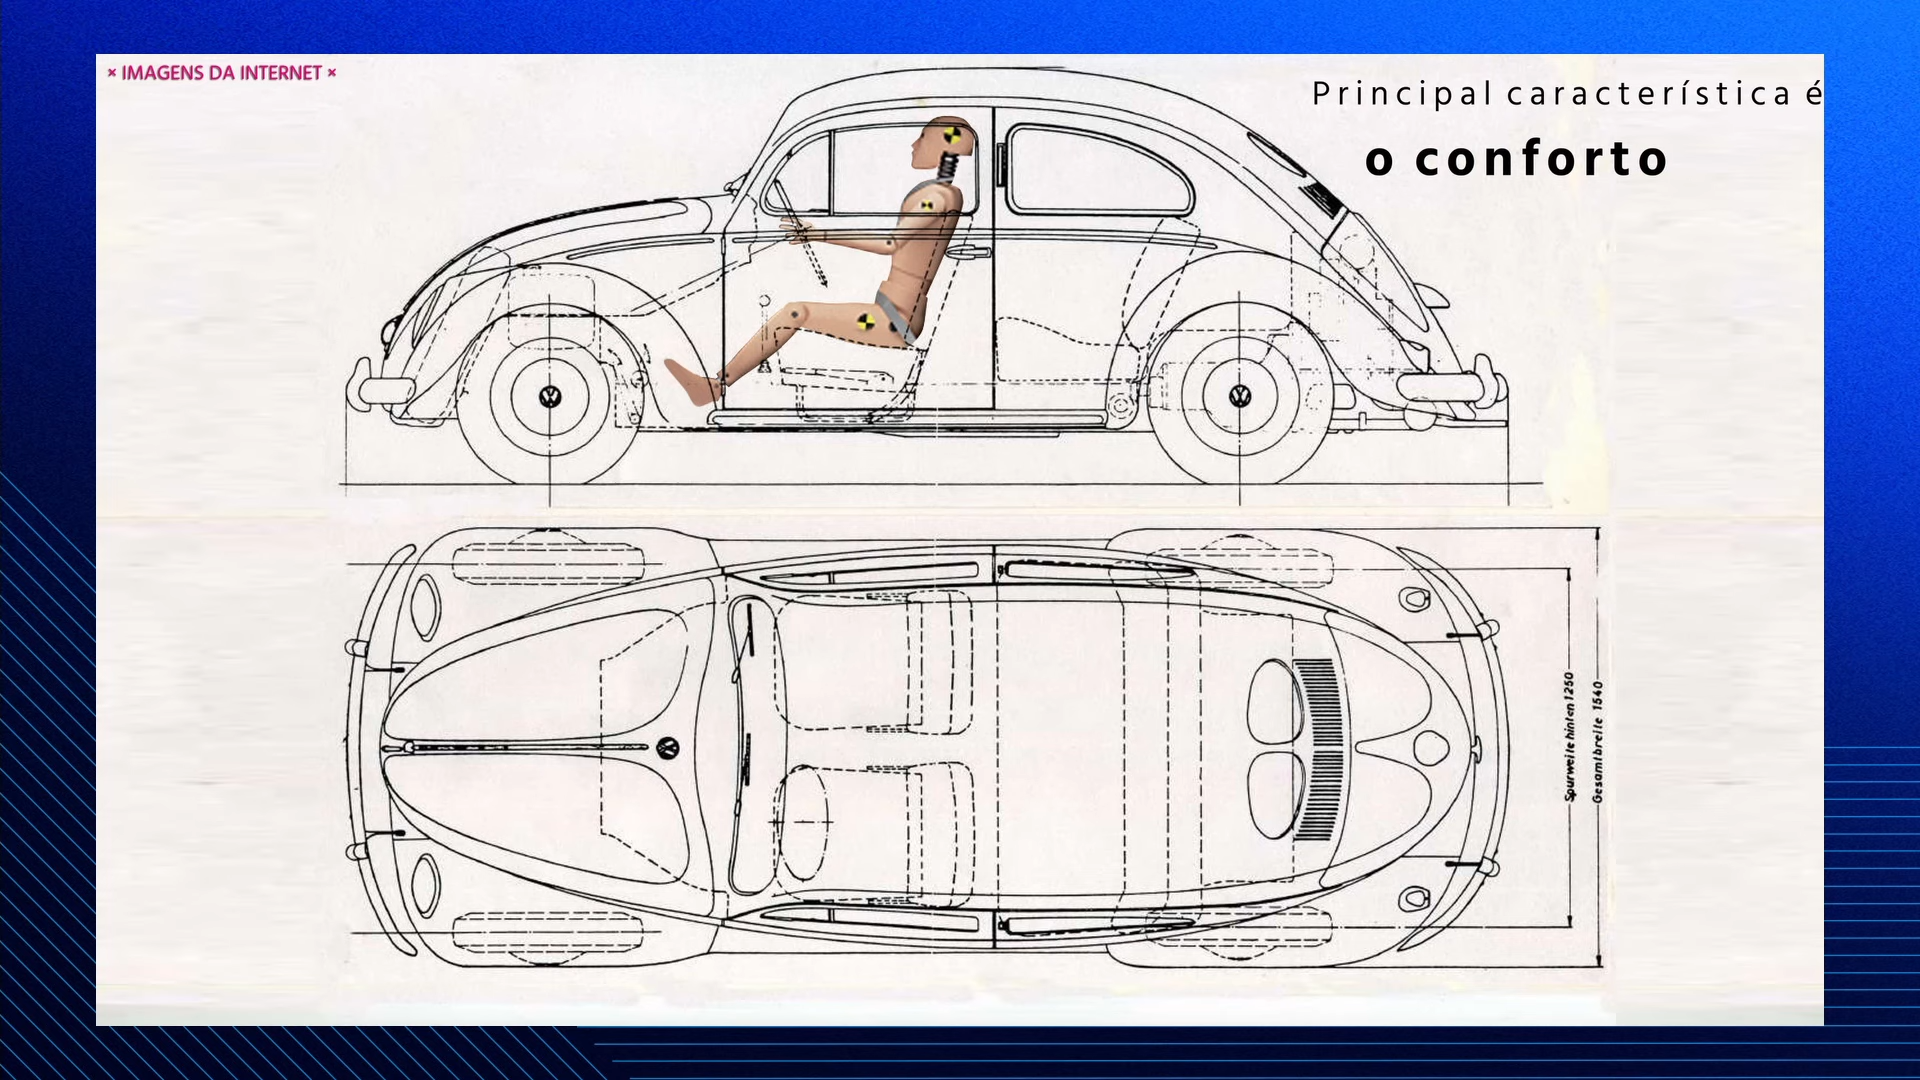 × IMAGENS DA INTERNET ×
Principal característica é
o conforto
Spurweite hinten 1250
Gesamtbreite 1540